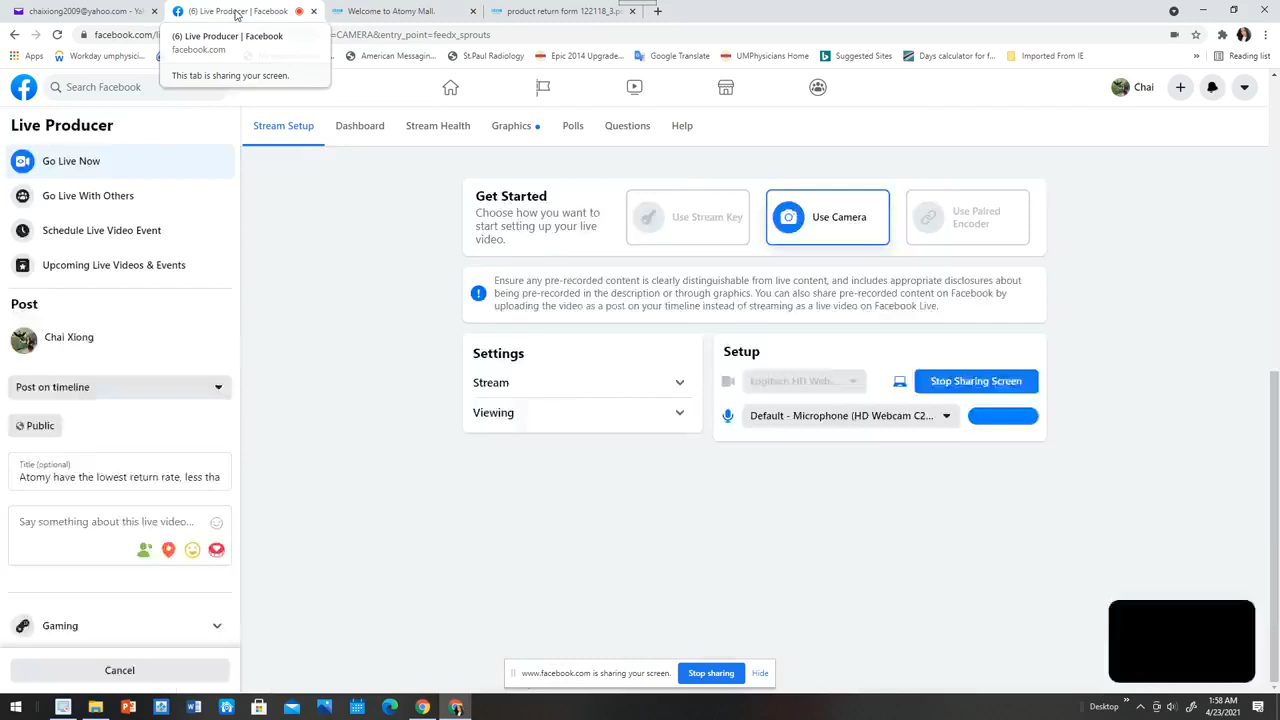 chaixiong2009@yahoo.com - Ya
(6) Live Producer | Facebook
Welcome to Atomy Mall.
product return form 122118_3.p
facebook.com/li
=CAMERA&entry_point=feedx_sprouts
(6) Live Producer | Facebook
facebook.com
This tab is sharing your screen.
Apps
Workday umphysici...
American Messagin...
St.Paul Radiology
Epic 2014 Upgrade...
Google Translate
UMPhysicians Home
Suggested Sites
Days calculator for f...
Imported From IE
»
Reading list
Search Facebook
Chai
Live Producer
Go Live Now
Go Live With Others
Schedule Live Video Event
Upcoming Live Videos & Events
Post
Chai Xiong
Post on timeline
Public
Title (optional)
Atomy have the lowest return rate, less tha
Say something about this live video...
Gaming
Cancel
Stream Setup
Dashboard
Stream Health
Graphics
Polls
Questions
Help
Get Started
Choose how you want to
start setting up your live
video.
Use Stream Key
Use Camera
Use Paired
Encoder
Ensure any pre-recorded content is clearly distinguishable from live content, and includes appropriate disclosures about
being pre-recorded in the description or through graphics. You can also share pre-recorded content on Facebook by
uploading the video as a post on your timeline instead of streaming as a live video on Facebook Live.
Settings
Stream
Viewing
Setup
Logitech HD Web...
Stop Sharing Screen
Default - Microphone (HD Webcam C2...
www.facebook.com is sharing your screen.
Stop sharing
Hide
Desktop
»
1:58 AM
4/23/2021